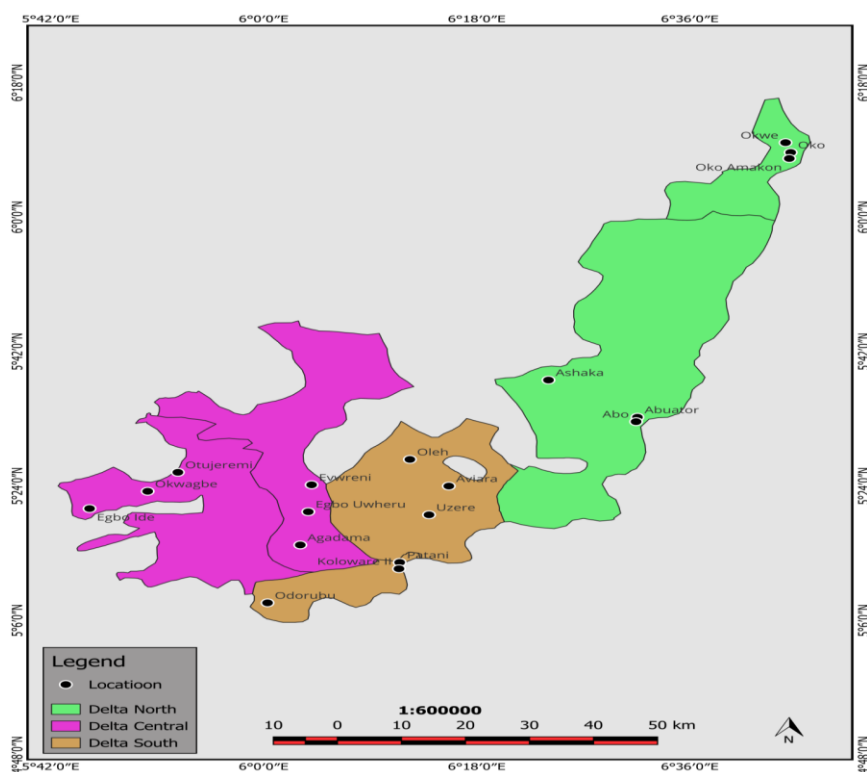 5°42'0"E 6°0'0"E 6°18'0"E 6°36'0"E
6°18'0"N 6°18'0"N
Okwe
Oko
Oko Amakon
6°0'0"N 6°0'0"N
5°42'0"N 5°42'0"N
Ashaka
Abo Abuator
Oleh
Otujeremi
Okwagbe
Eywreni
Aviara
5°24'0"N 5°24'0"N
Egbo Ide
Egbo Uwheru
Uzere
Agadama
Patani
Koloware II
Odorubu
5°6'0"N 5°6'0"N
Legend
Locatioon
Delta North
Delta Central
Delta South
1:600000
10 0 10 20 30 40 50 km
N
4°48'0"N 4°48'0"N
5°42'0"E 6°0'0"E 6°18'0"E 6°36'0"E